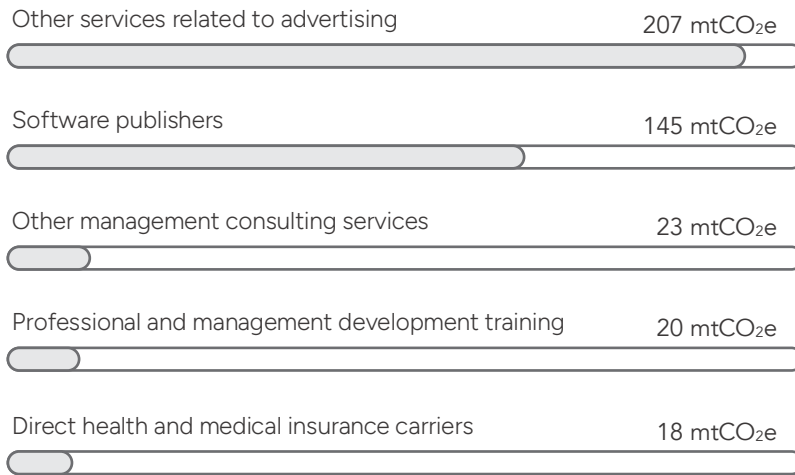 Other services related to advertising 207 mtCO₂e
Software publishers 145 mtCO₂e
Other management consulting services 23 mtCO₂e
Professional and management development training 20 mtCO₂e
Direct health and medical insurance carriers 18 mtCO₂e